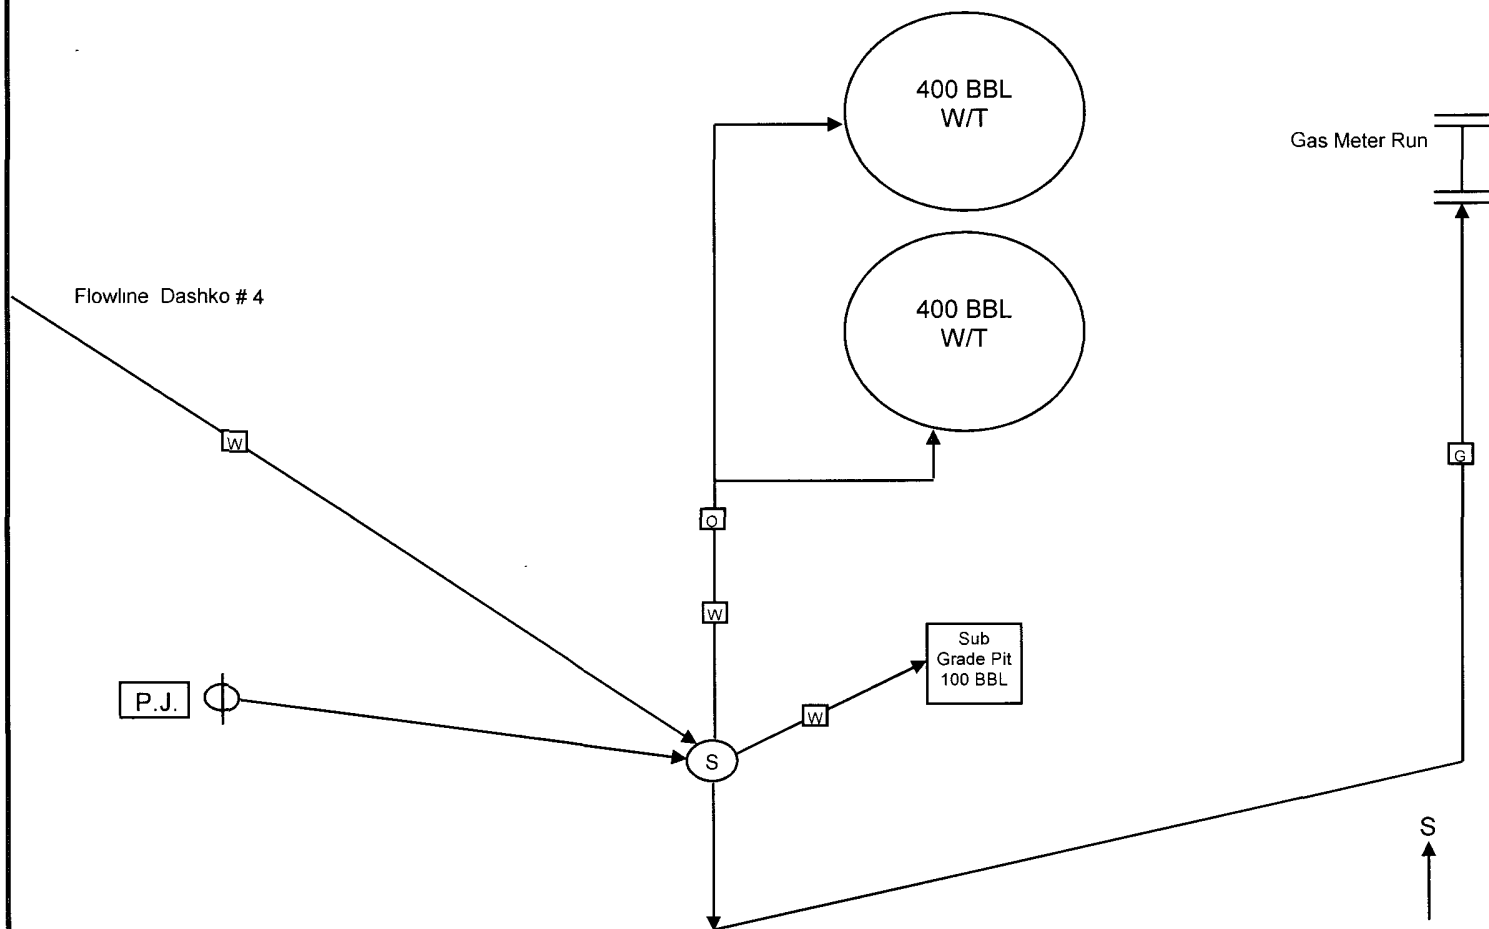 400 BBL
W/T
Gas Meter Run
Flowline Dashko # 4
400 BBL
W/T
W
G
O
W
Sub
Grade Pit
100 BBL
P.J.
W
S
S